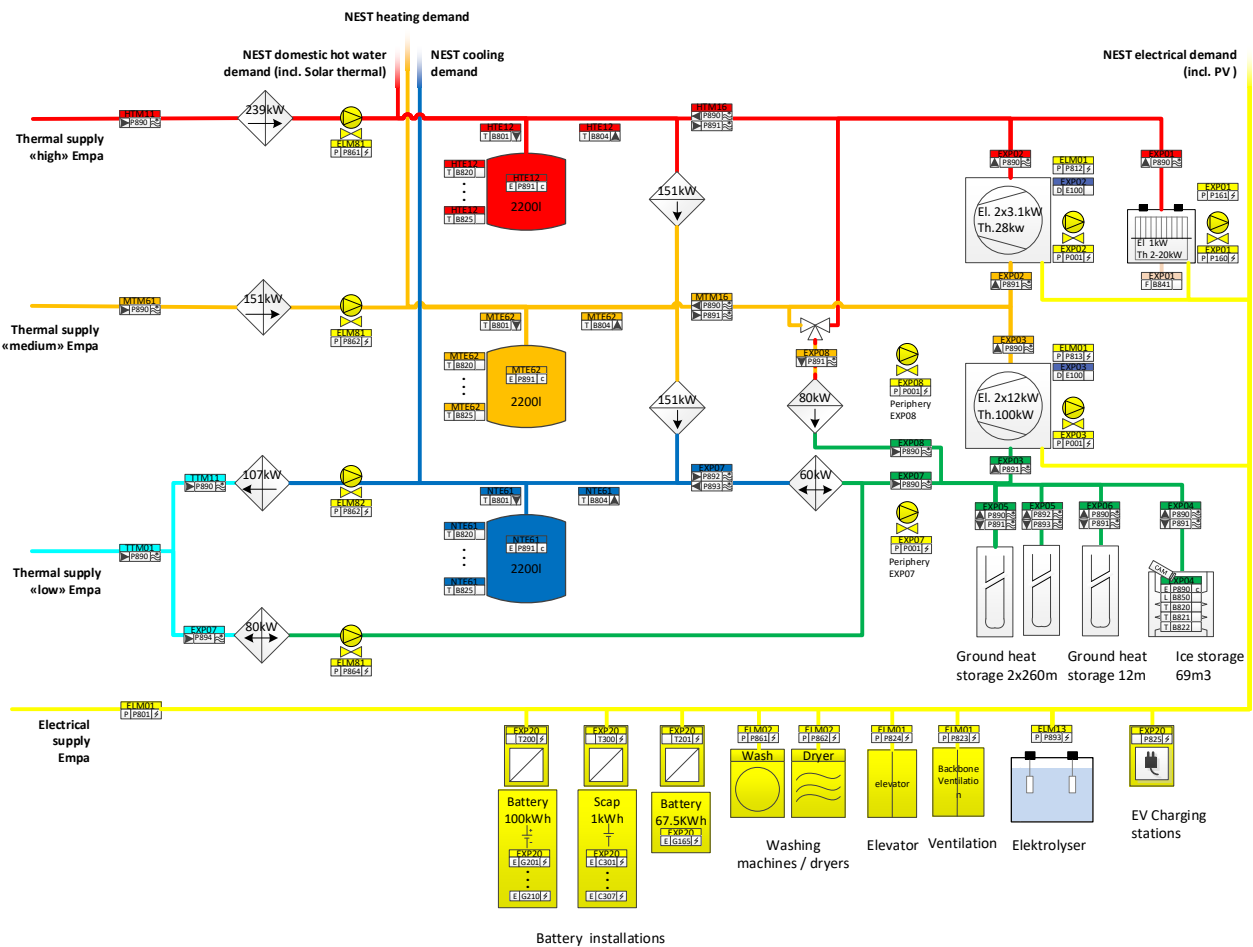 NEST heating demand
NEST domestic hot water
demand (incl. Solar thermal)
NEST cooling
demand
NEST electrical demand
(incl. PV )
Thermal supply
«high» Empa
HTM11
P890
239kW
ELM81
P P861
HTE12
T B801
HTE12
T B804
HTM16
P890
P891
HTE12
T B820
HTE12
T B825
HTE12
E P891 c
2200l
151kW
EXP02
P890
ELM01
P P812
EXP02
D E100
El. 2x3.1kW
Th.28kw
EXP02
P P001
EXP02
P891
EXP01
P890
EXP01
P P161
El 1kW
Th 2-20kW
EXP01
P P160
EXP01
F B841
Thermal supply
«medium» Empa
MTM61
P890
151kW
ELM81
P P862
MTE62
T B801
MTE62
T B804
MTM16
P890
P891
MTE62
T B820
MTE62
T B825
MTE62
E P891 c
2200l
151kW
EXP08
P891
80kW
EXP08
P P001
Periphery
EXP08
EXP03
P890
ELM01
P P813
EXP03
D E100
El. 2x12kW
Th.100kW
EXP03
P P001
EXP03
P891
EXP08
P890
Thermal supply
«low» Empa
TTM01
P890
TTM11
P890
107kW
ELM82
P P862
NTE61
T B801
NTE61
T B804
EXP07
P892
P893
60kW
EXP07
P890
NTE61
T B820
NTE61
T B825
NTE61
E P891 c
2200l
EXP07
P P001
Periphery
EXP07
EXP05
P890
P891
EXP05
P892
P893
EXP06
P890
P891
EXP04
P890
P891
CAM
EXP04
E P890 c
L B850
T B820
T B821
T B822
EXP07
P894
80kW
ELM81
P P864
Ground heat
storage 2x260m
Ground heat
storage 12m
Ice storage
69m3
Electrical
supply
Empa
ELM01
P P801
EXP20
T200
EXP20
T300
EXP20
T201
ELM02
P P861
ELM02
P P862
ELM01
P P824
ELM01
P P823
ELM13
P P893
EXP20
P825
Battery
100kWh
EXP20
E G201
E G210
Scap
1kWh
EXP20
E C301
E C307
Battery
67.5KWh
EXP20
E G165
Wash
Dryer
elevator
Backbone
Ventilatio
n
Washing
machines / dryers
Elevator
Ventilation
Elektrolyser
EV Charging
stations
Battery installations